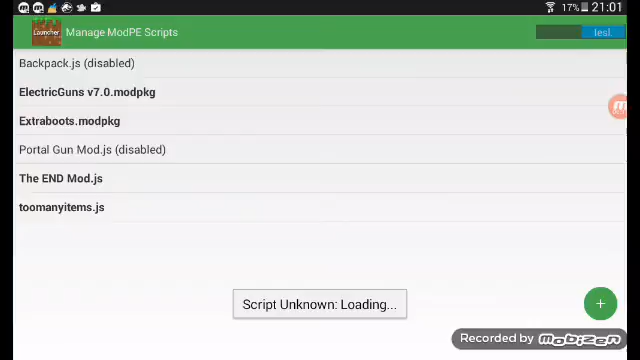 17% 21:01
Launcher Manage ModPE Scripts
Backpack.js (disabled)
ElectricGuns v7.0.modpkg
Extraboots.modpkg
Portal Gun Mod.js (disabled)
The END Mod.js
toomanyitems.js
Script Unknown: Loading...
+
Recorded by mobizen